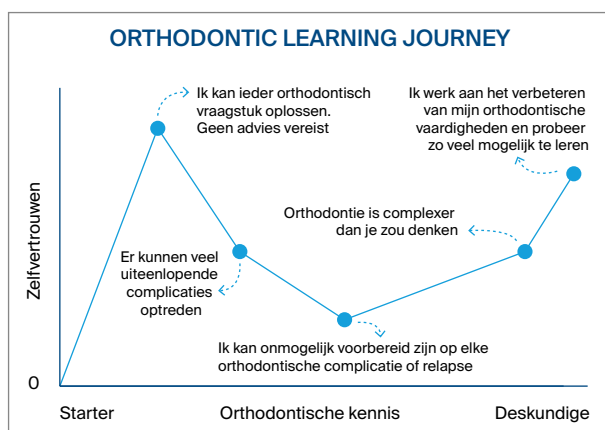 ORTHODONTIC LEARNING JOURNEY
Ik kan ieder orthodontisch
vraagstuk oplossen.
Geen advies vereist
Ik werk aan het verbeteren
van mijn orthodontische
vaardigheden en probeer
zo veel mogelijk te leren
Orthodontie is complexer
dan je zou denken
Er kunnen veel
uiteenlopende
complicaties
optreden
Ik kan onmogelijk voorbereid zijn op elke
orthodontische complicatie of relapse
Zelfvertrouwen
0
Starter
Orthodontische kennis
Deskundige